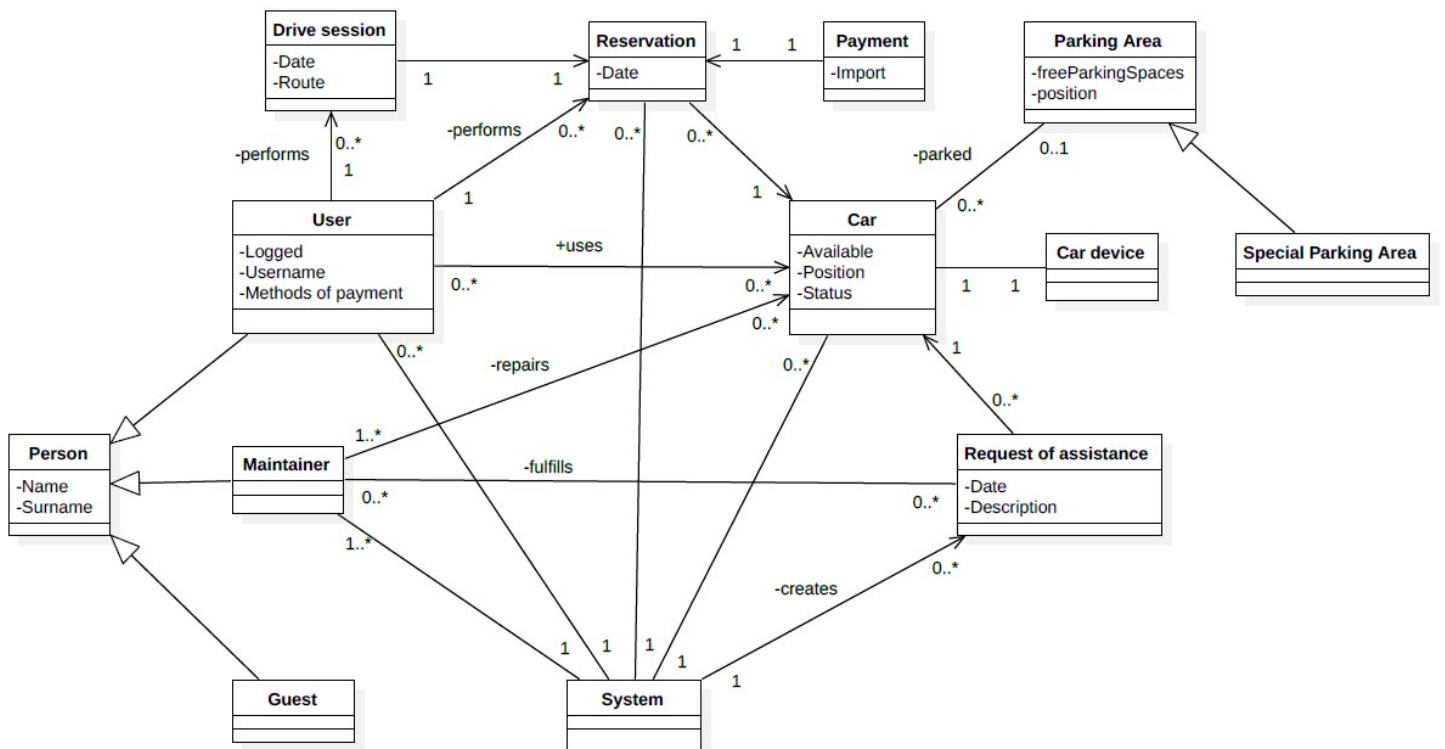 Drive session
-Date
-Route
Reservation
-Date
Payment
-Import
Parking Area
-freeParkingSpaces
-position
1
1
1
1
-performs
0..*
1
-performs
0..*
1
0..*
0..*
1
-parked
0..1
0..*
User
-Logged
-Username
-Methods of payment
+uses
0..*
0..*
Car
-Available
-Position
-Status
Car device
1
1
Special Parking Area
0..*
-repairs
0..*
0..*
1
0..*
1..*
Person
-Name
-Surname
Maintainer
-fulfills
0..*
0..*
Request of assistance
-Date
-Description
1..*
-creates
0..*
1
1
1
1
1
Guest
System